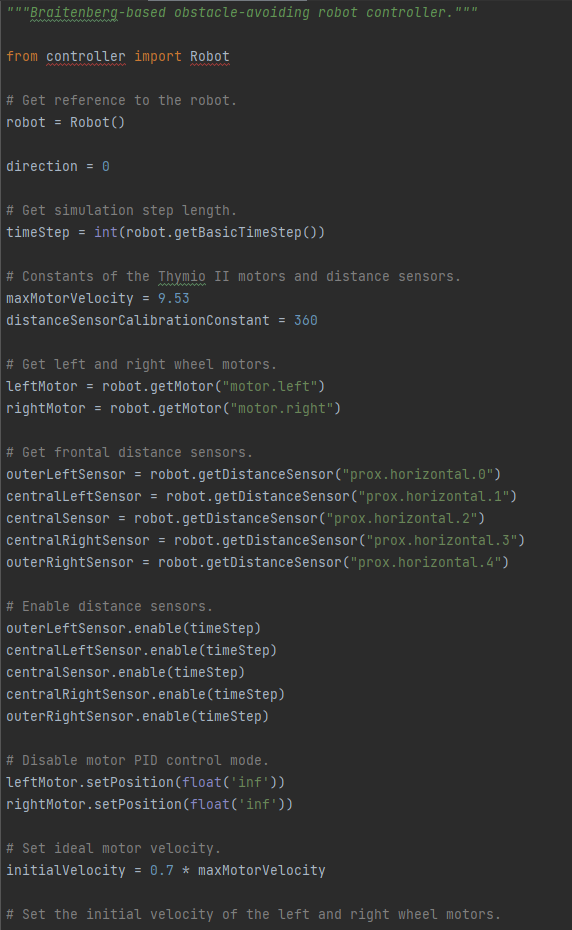 """Braitenberg-based obstacle-avoiding robot controller."""
from controller import Robot
# Get reference to the robot.
robot = Robot()
direction = 0
# Get simulation step length.
timeStep = int(robot.getBasicTimeStep())
# Constants of the Thymio II motors and distance sensors.
maxMotorVelocity = 9.53
distanceSensorCalibrationConstant = 360
# Get left and right wheel motors.
leftMotor = robot.getMotor("motor.left")
rightMotor = robot.getMotor("motor.right")
# Get frontal distance sensors.
outerLeftSensor = robot.getDistanceSensor("prox.horizontal.0")
centralLeftSensor = robot.getDistanceSensor("prox.horizontal.1")
centralSensor = robot.getDistanceSensor("prox.horizontal.2")
centralRightSensor = robot.getDistanceSensor("prox.horizontal.3")
outerRightSensor = robot.getDistanceSensor("prox.horizontal.4")
# Enable distance sensors.
outerLeftSensor.enable(timeStep)
centralLeftSensor.enable(timeStep)
centralSensor.enable(timeStep)
centralRightSensor.enable(timeStep)
outerRightSensor.enable(timeStep)
# Disable motor PID control mode.
leftMotor.setPosition(float('inf'))
rightMotor.setPosition(float('inf'))
# Set ideal motor velocity.
initialVelocity = 0.7 * maxMotorVelocity
# Set the initial velocity of the left and right wheel motors.